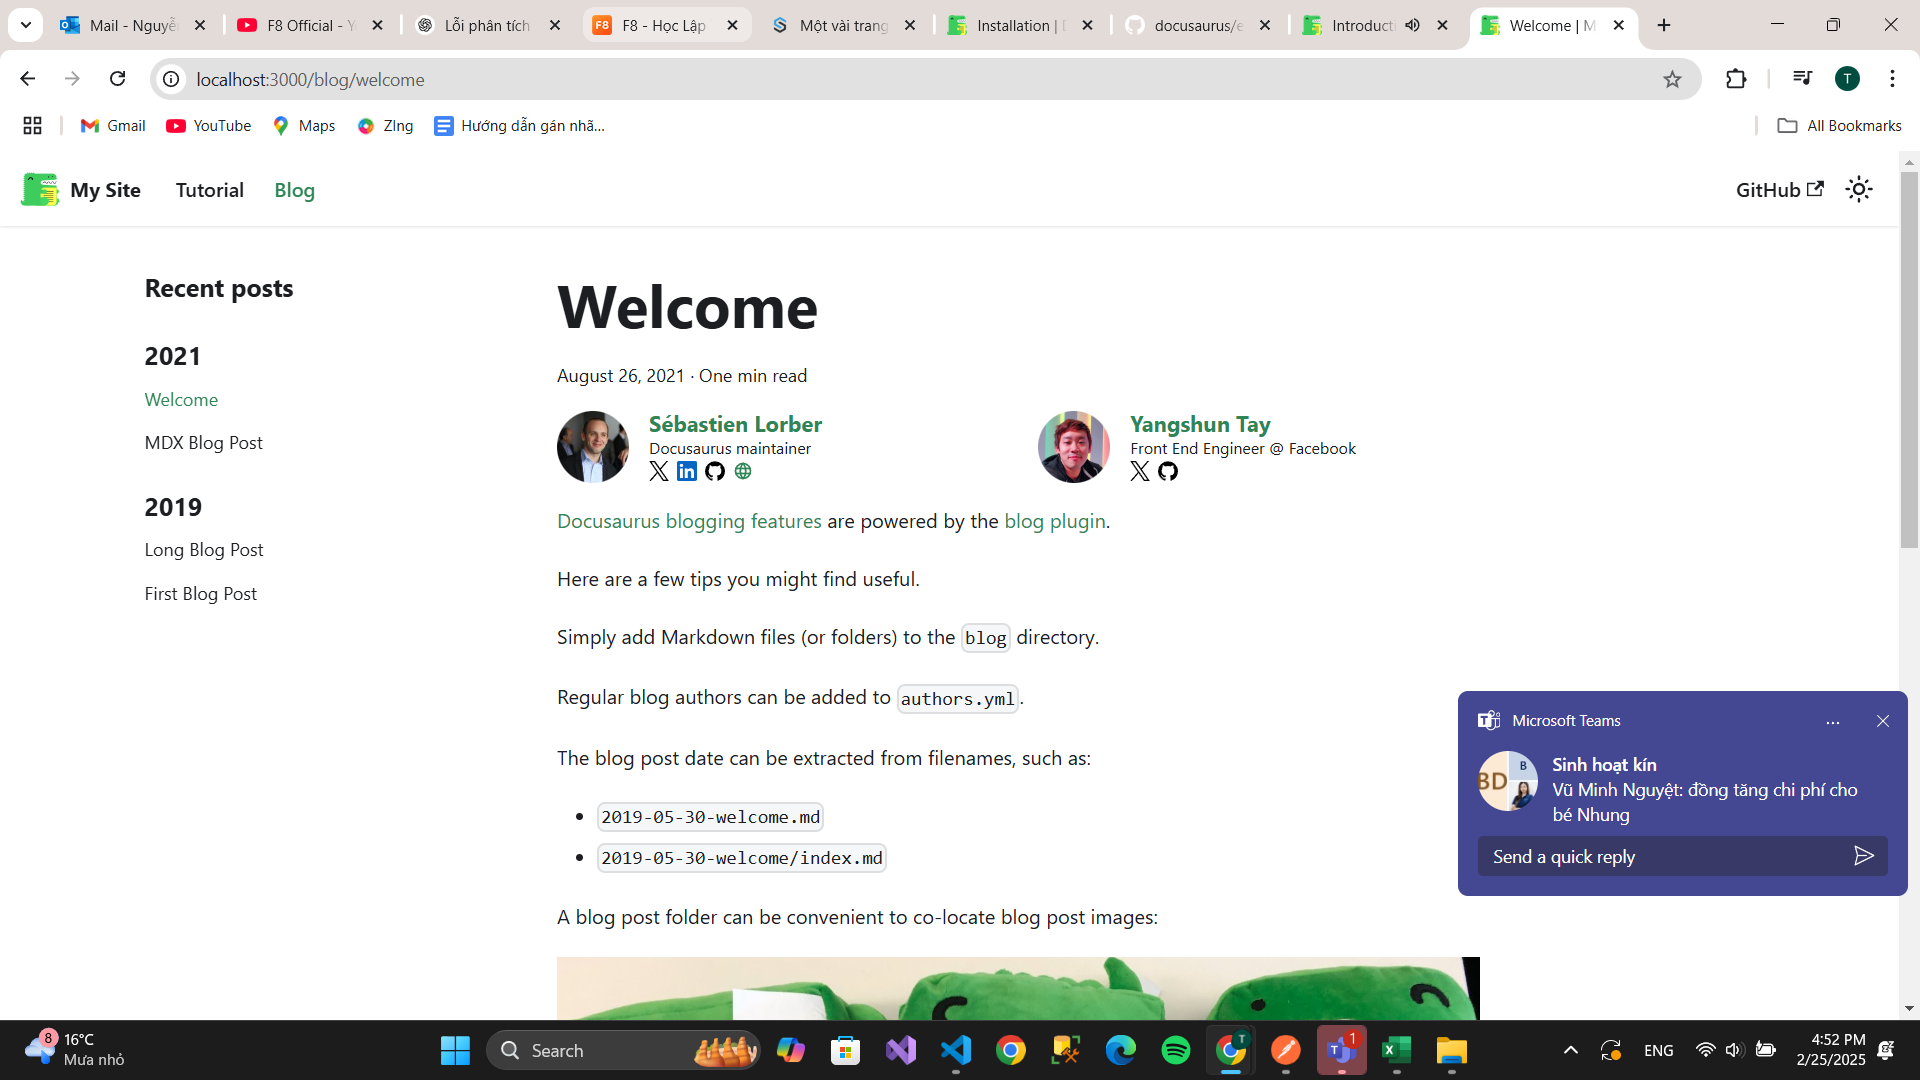 Mail - Nguyễ
F8 Official - Y
Lỗi phân tích
F8 - Học Lập
Một vài trang
Installation |
docusaurus/e
Introducti
Welcome | M
localhost:3000/blog/welcome
T
Gmail
YouTube
Maps
ZIng
Hướng dẫn gán nhã...
All Bookmarks
My Site
Tutorial
Blog
GitHub
Recent posts
2021
Welcome
MDX Blog Post
2019
Long Blog Post
First Blog Post
Welcome
August 26, 2021 · One min read
Sébastien Lorber
Docusaurus maintainer
Yangshun Tay
Front End Engineer @ Facebook
Docusaurus blogging features are powered by the blog plugin.
Here are a few tips you might find useful.
Simply add Markdown files (or folders) to the blog directory.
Regular blog authors can be added to authors.yml.
The blog post date can be extracted from filenames, such as:
• 2019-05-30-welcome.md
• 2019-05-30-welcome/index.md
A blog post folder can be convenient to co-locate blog post images:
Microsoft Teams
...
BD
B
Sinh hoạt kín
Vũ Minh Nguyệt: đồng tăng chi phí cho
bé Nhung
Send a quick reply
8
16°C
Mưa nhỏ
Search
T
1
ENG
4:52 PM
2/25/2025